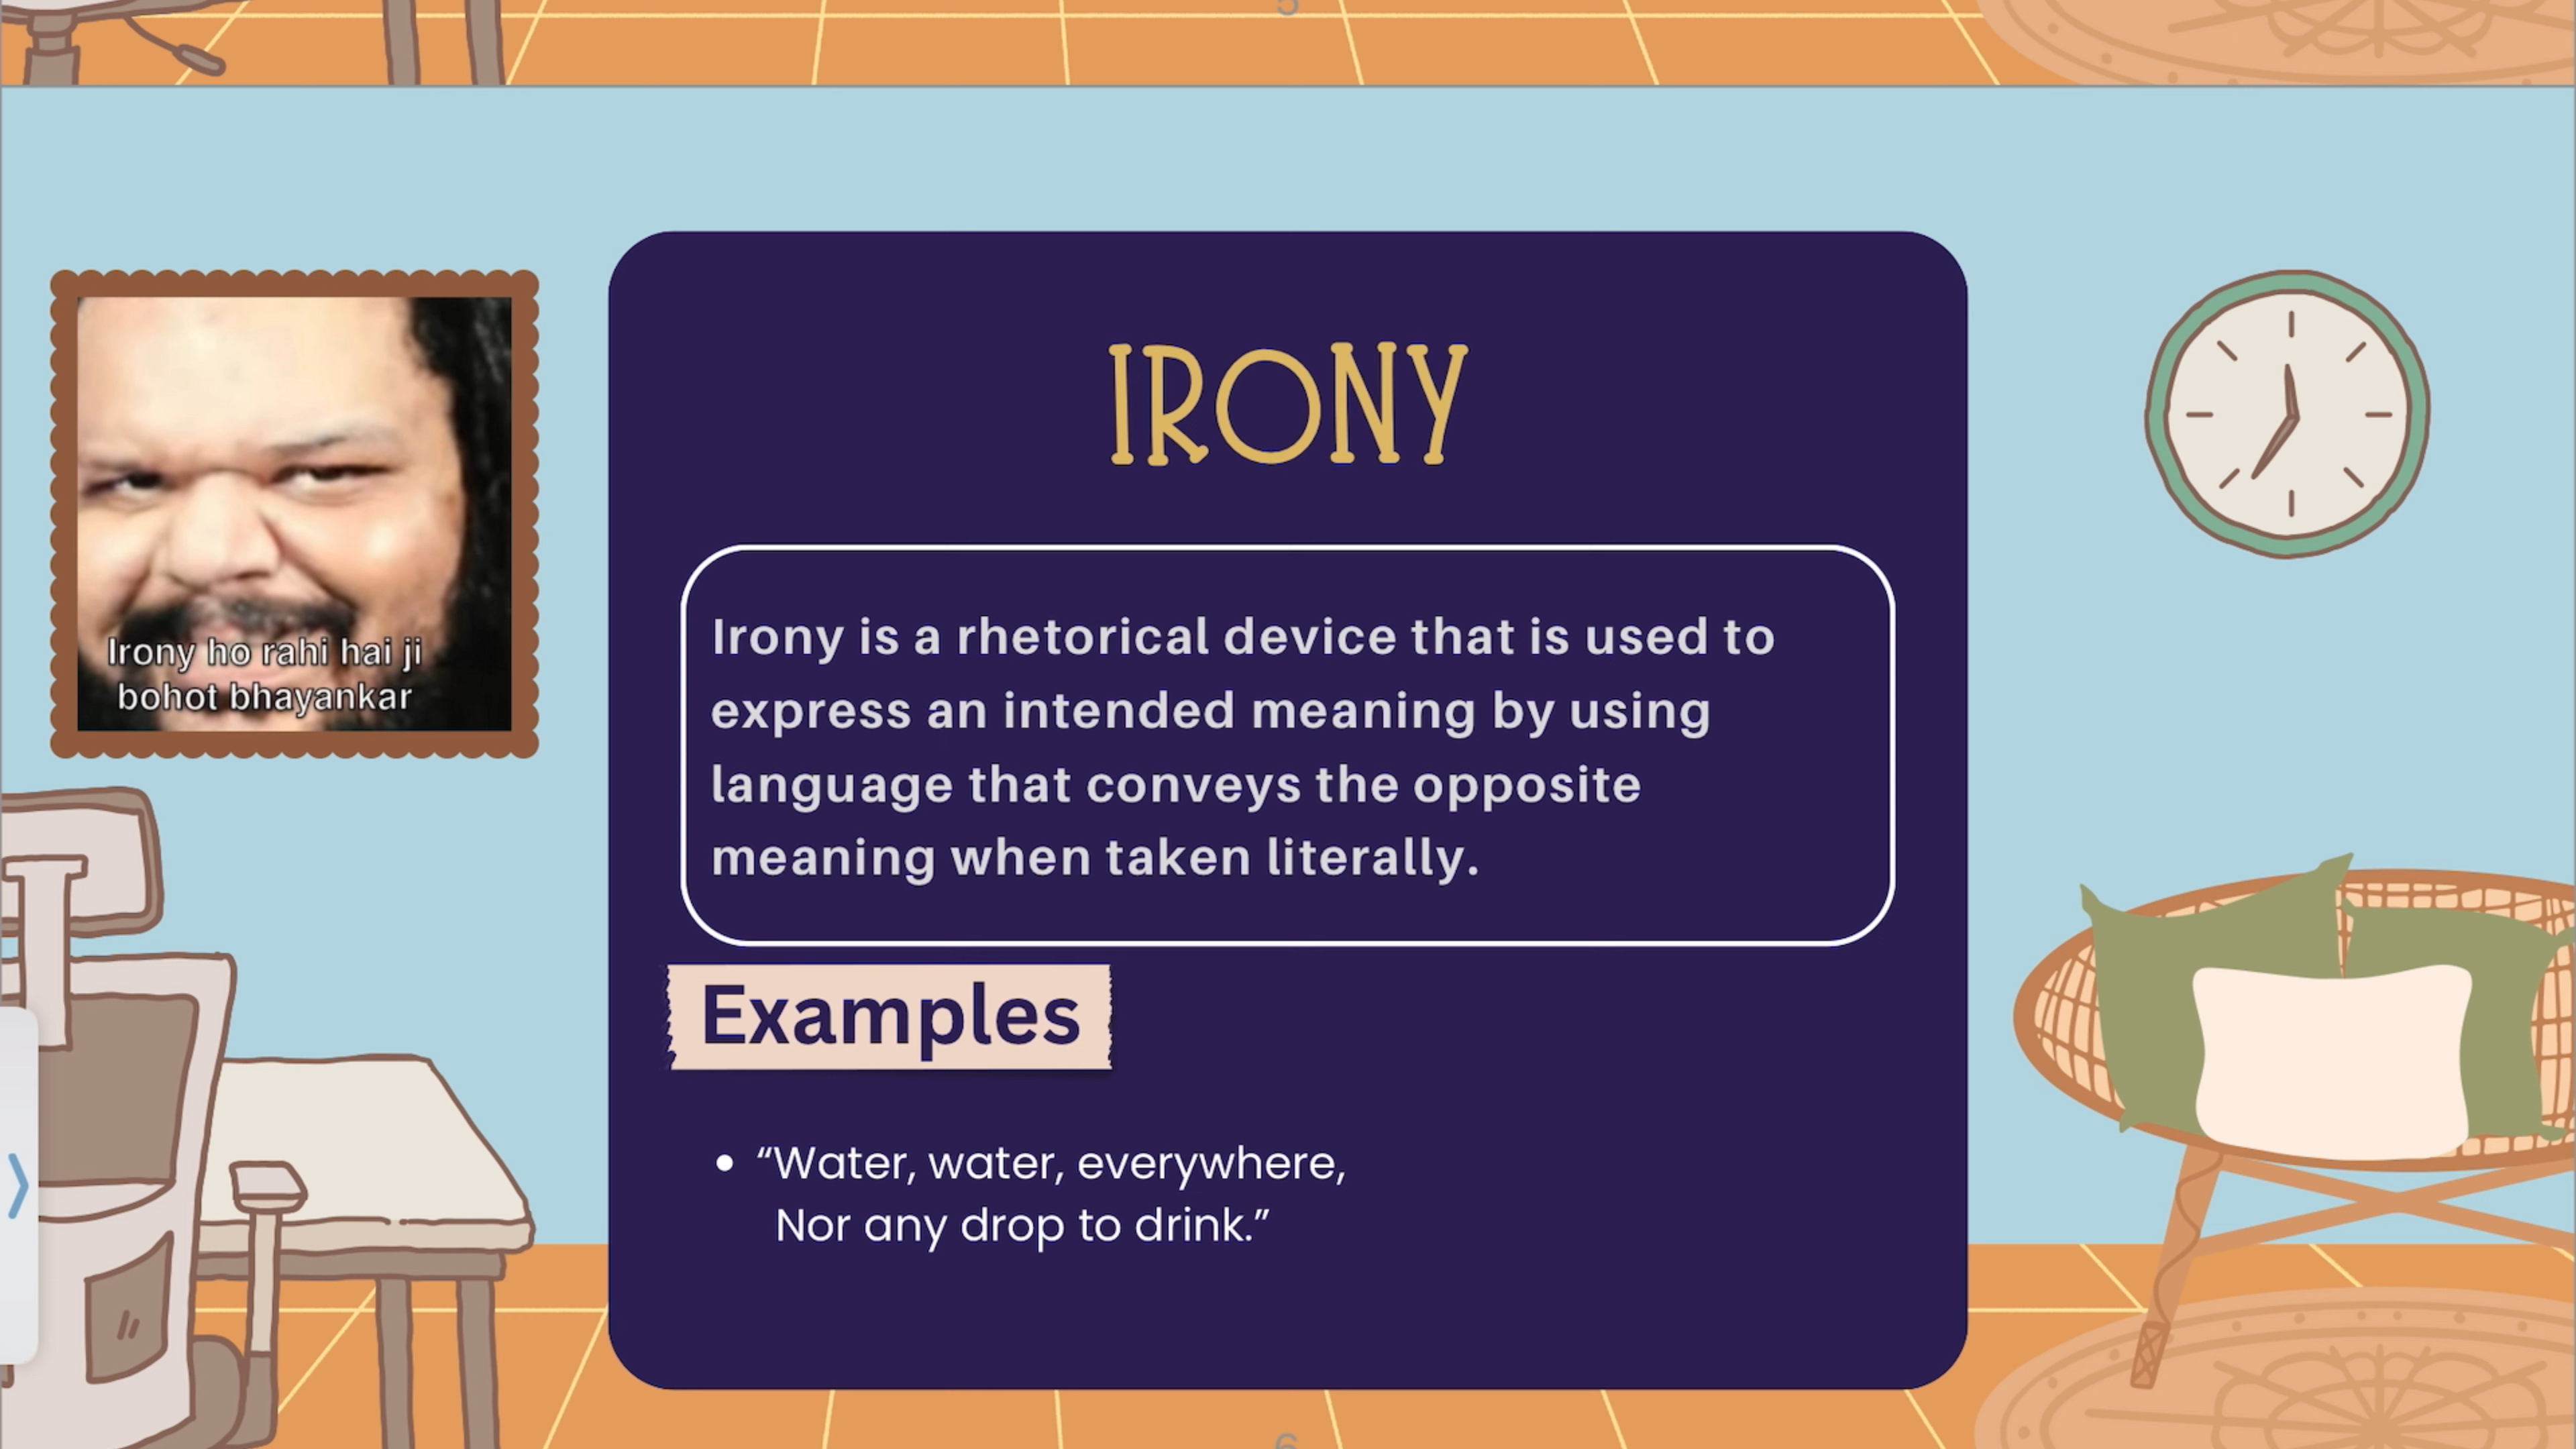 Irony ho rahi hai ji
bohot bhayankar
IRONY
Irony is a rhetorical device that is used to
express an intended meaning by using
language that conveys the opposite
meaning when taken literally.
Examples
• “Water, water, everywhere,
Nor any drop to drink.”